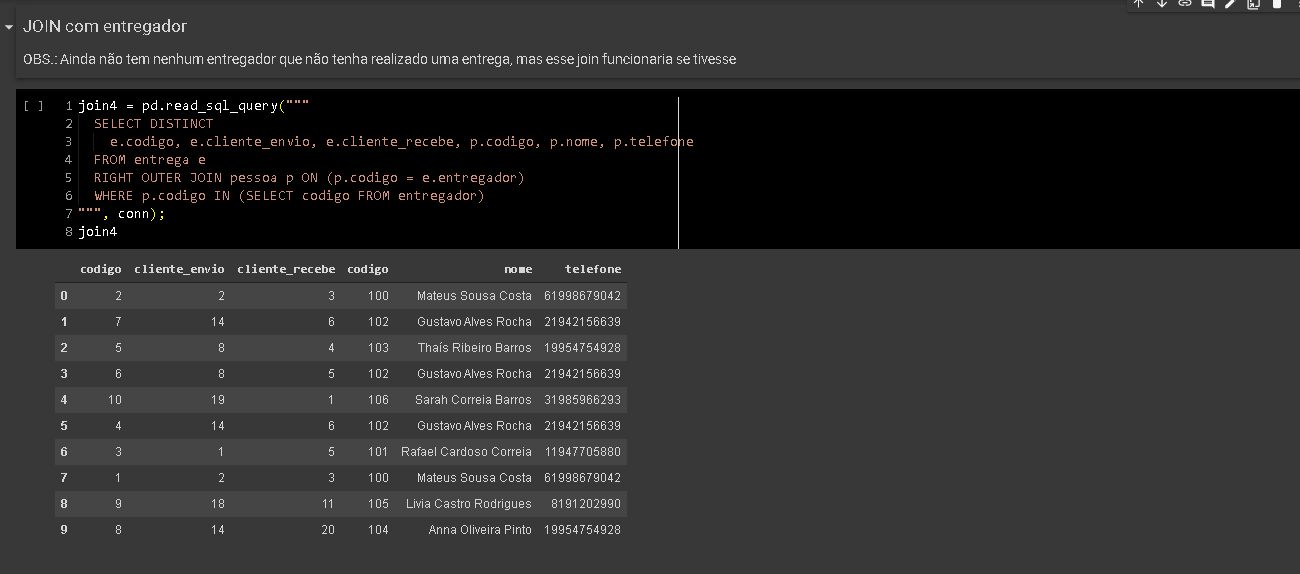 JOIN com entregador
OBS.: Ainda não tem nenhum entregador que não tenha realizado uma entrega, mas esse join funcionaria se tivesse
[ ] 1 join4 = pd.read_sql_query("""
2 SELECT DISTINCT
3 e.codigo, e.cliente_envio, e.cliente_recebe, p.codigo, p.nome, p.telefone
4 FROM entrega e
5 RIGHT OUTER JOIN pessoa p ON (p.codigo = e.entregador)
6 WHERE p.codigo IN (SELECT codigo FROM entregador)
7 """, conn);
8 join4
codigo cliente_envio cliente_recebe codigo nome telefone
0 2 2 3 100 Mateus Sousa Costa 61998679042
1 7 14 6 102 Gustavo Alves Rocha 21942156639
2 5 8 4 103 Thaís Ribeiro Barros 19954754928
3 6 8 5 102 Gustavo Alves Rocha 21942156639
4 10 19 1 106 Sarah Correia Barros 31985966293
5 4 14 6 102 Gustavo Alves Rocha 21942156639
6 3 1 5 101 Rafael Cardoso Correia 11947705880
7 1 2 3 100 Mateus Sousa Costa 61998679042
8 9 18 11 105 Livia Castro Rodrigues 8191202990
9 8 14 20 104 Anna Oliveira Pinto 19954754928